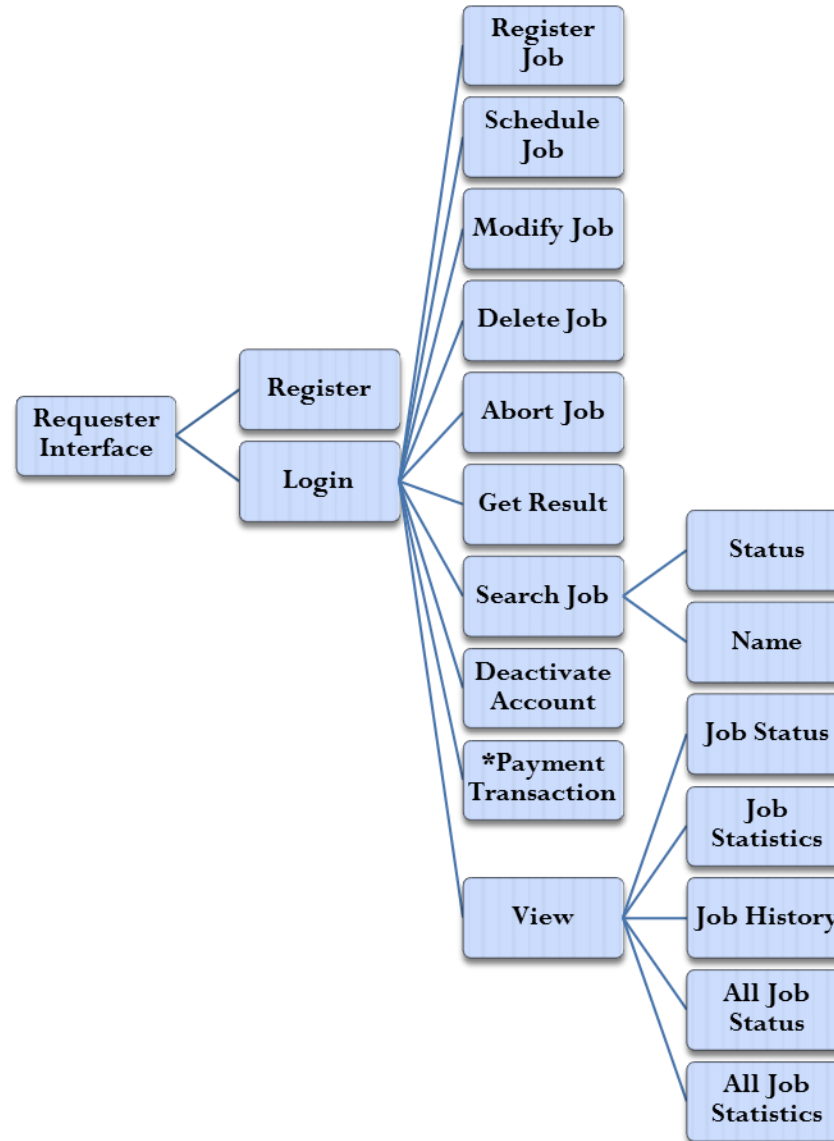 Register
Job
Schedule
Job
Modify Job
Delete Job
Register
Abort Job
Requester
Interface
Login
Get Result
Status
Search Job
Name
Deactivate
Account
Job Status
*Payment
Transaction
Job
Statistics
View
Job History
All Job
Status
All Job
Statistics